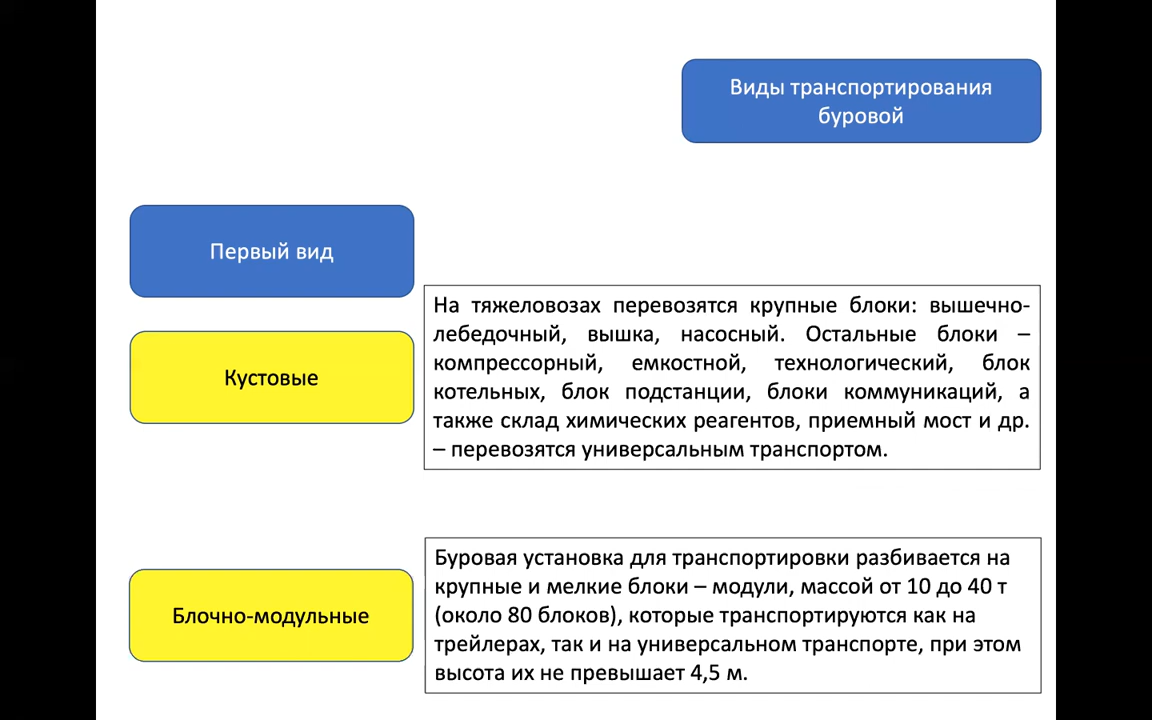 Виды транспортирования
буровой
Первый вид
Кустовые
На тяжеловозах перевозятся крупные блоки: вышечно-
лебедочный, вышка, насосный. Остальные блоки –
компрессорный, емкостной, технологический, блок
котельных, блок подстанции, блоки коммуникаций, а
также склад химических реагентов, приемный мост и др.
– перевозятся универсальным транспортом.
Блочно-модульные
Буровая установка для транспортировки разбивается на
крупные и мелкие блоки – модули, массой от 10 до 40 т
(около 80 блоков), которые транспортируются как на
трейлерах, так и на универсальном транспорте, при этом
высота их не превышает 4,5 м.